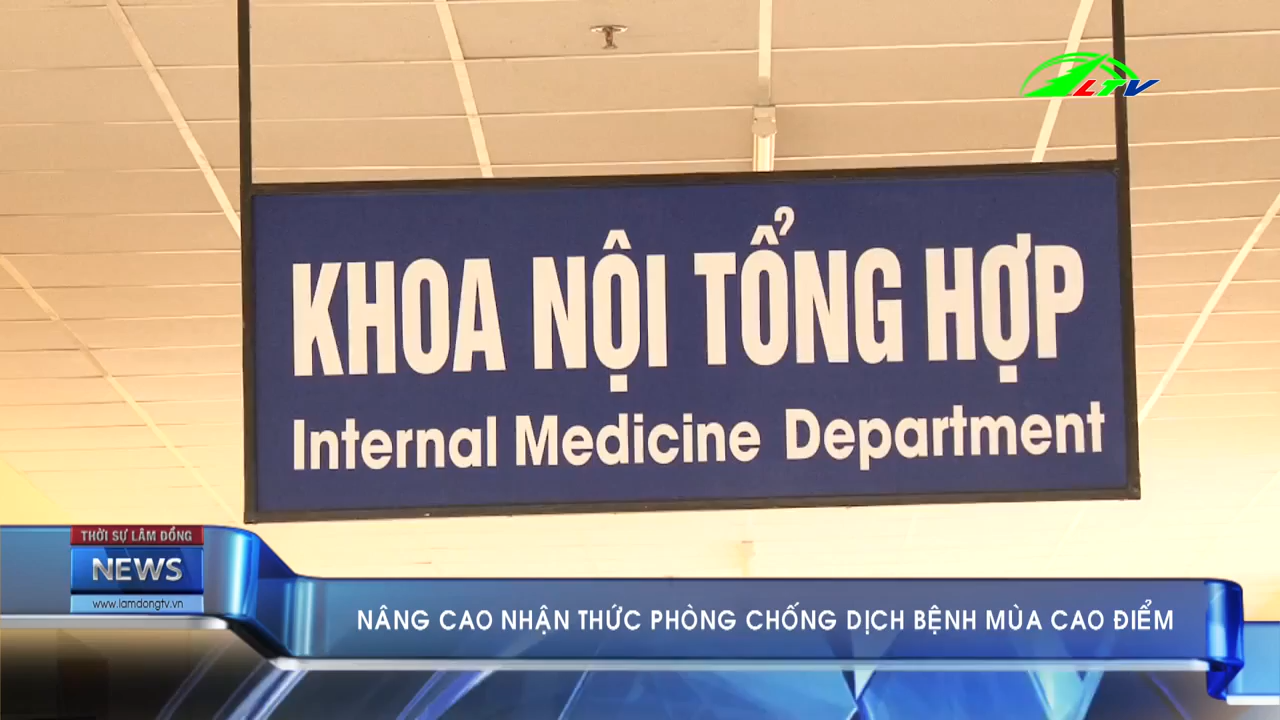 LTV
KHOA NỘI TỔNG HỢP
Internal Medicine Department
THỜI SỰ LÂM ĐỒNG
NEWS
www.lamdongtv.vn
NÂNG CAO NHẬN THỨC PHÒNG CHỐNG DỊCH BỆNH MÙA CAO ĐIỂM